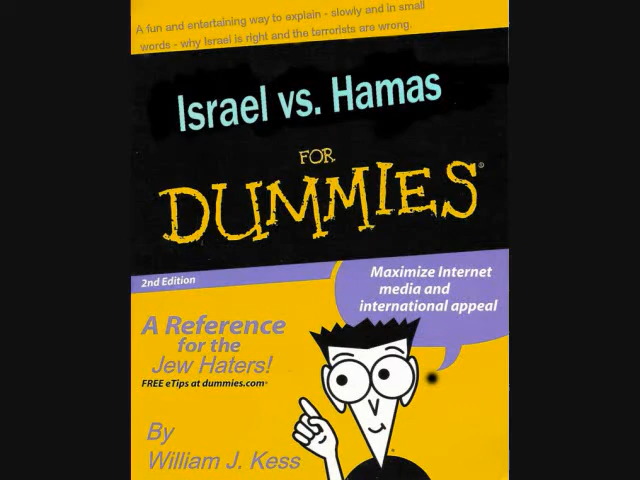 A fun and entertaining way to explain - slowly and in small
words - why Israel is right and the terrorists are wrong.
Israel vs. Hamas
FOR
DUMMIES®
2nd Edition
Maximize Internet
media and
international appeal
A Reference
for the
Jew Haters!
FREE eTips at dummies.com®
By
William J. Kess